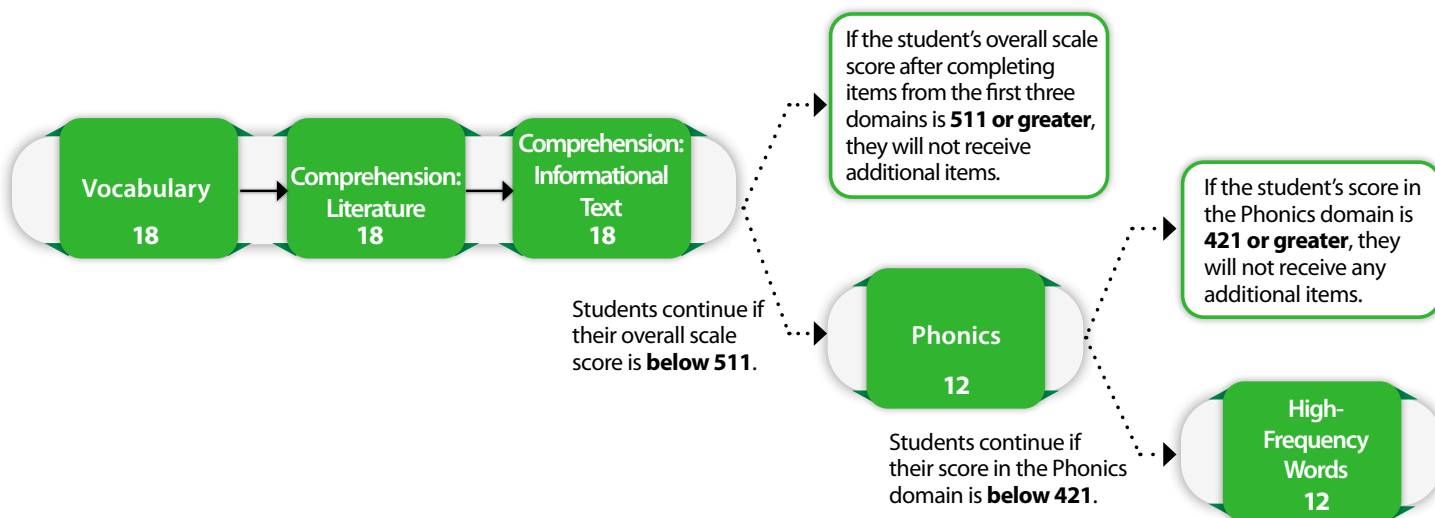 Vocabulary
18
Comprehension:
Literature
18
Comprehension:
Informational
Text
18
If the student’s overall scale
score after completing
items from the first three
domains is 511 or greater,
they will not receive
additional items.
Students continue if
their overall scale
score is below 511.
Phonics
12
If the student’s score in
the Phonics domain is
421 or greater, they
will not receive any
additional items.
Students continue if
their score in the Phonics
domain is below 421.
High-
Frequency
Words
12